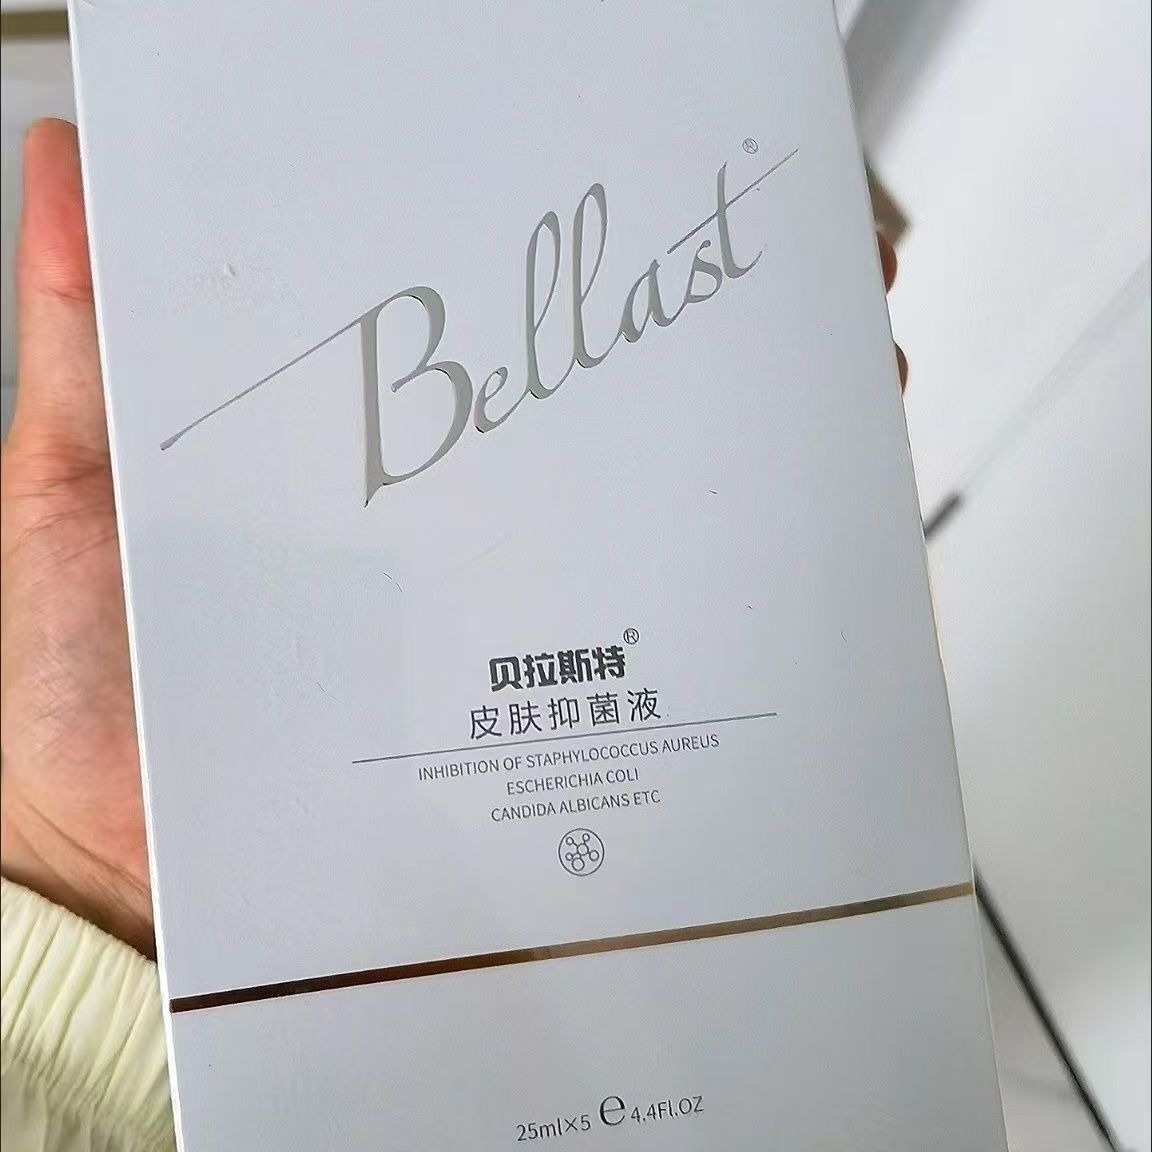 Bellast®
贝拉斯特®
皮肤抑菌液
INHIBITION OF STAPHYLOCOCCUS AUREUS
ESCHERICHIA COLI
CANDIDA ALBICANS ETC
25ml×5 ℮ 4.4Fl.OZ